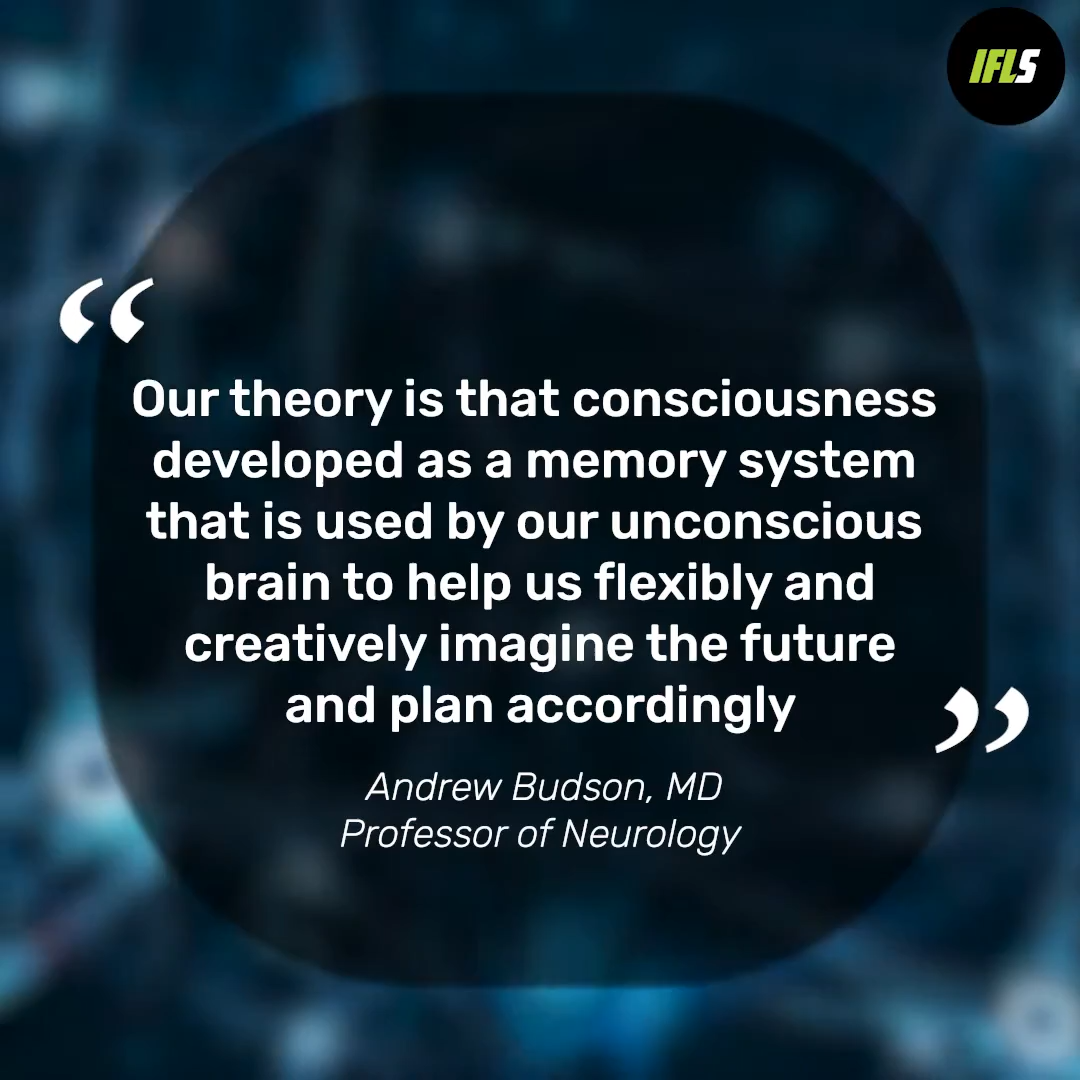 IFLS
“
Our theory is that consciousness
developed as a memory system
that is used by our unconscious
brain to help us flexibly and
creatively imagine the future
and plan accordingly
”
Andrew Budson, MD
Professor of Neurology